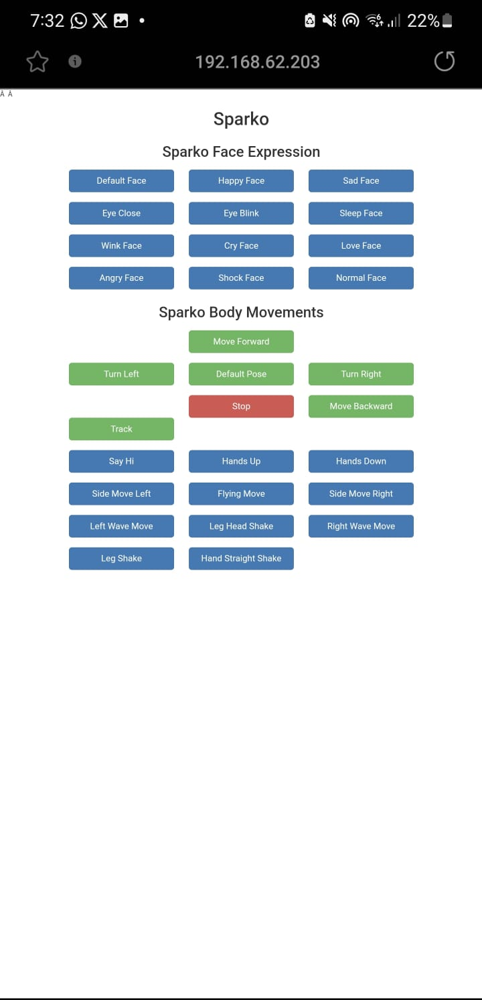 7:32 22%
192.168.62.203
Â Â
Sparko
Sparko Face Expression
Default Face Happy Face Sad Face
Eye Close Eye Blink Sleep Face
Wink Face Cry Face Love Face
Angry Face Shock Face Normal Face
Sparko Body Movements
Move Forward
Turn Left Default Pose Turn Right
Stop Move Backward
Track
Say Hi Hands Up Hands Down
Side Move Left Flying Move Side Move Right
Left Wave Move Leg Head Shake Right Wave Move
Leg Shake Hand Straight Shake